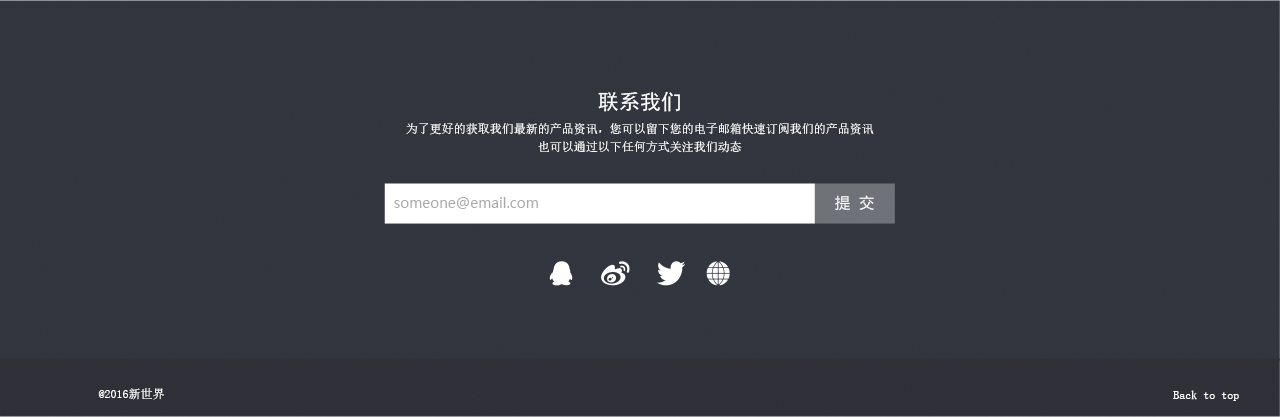 联系我们
为了更好的获取我们最新的产品资讯，您可以留下您的电子邮箱快速订阅我们的产品资讯
也可以通过以下任何方式关注我们动态
someone@email.com
提 交
@2016新世界
Back to top